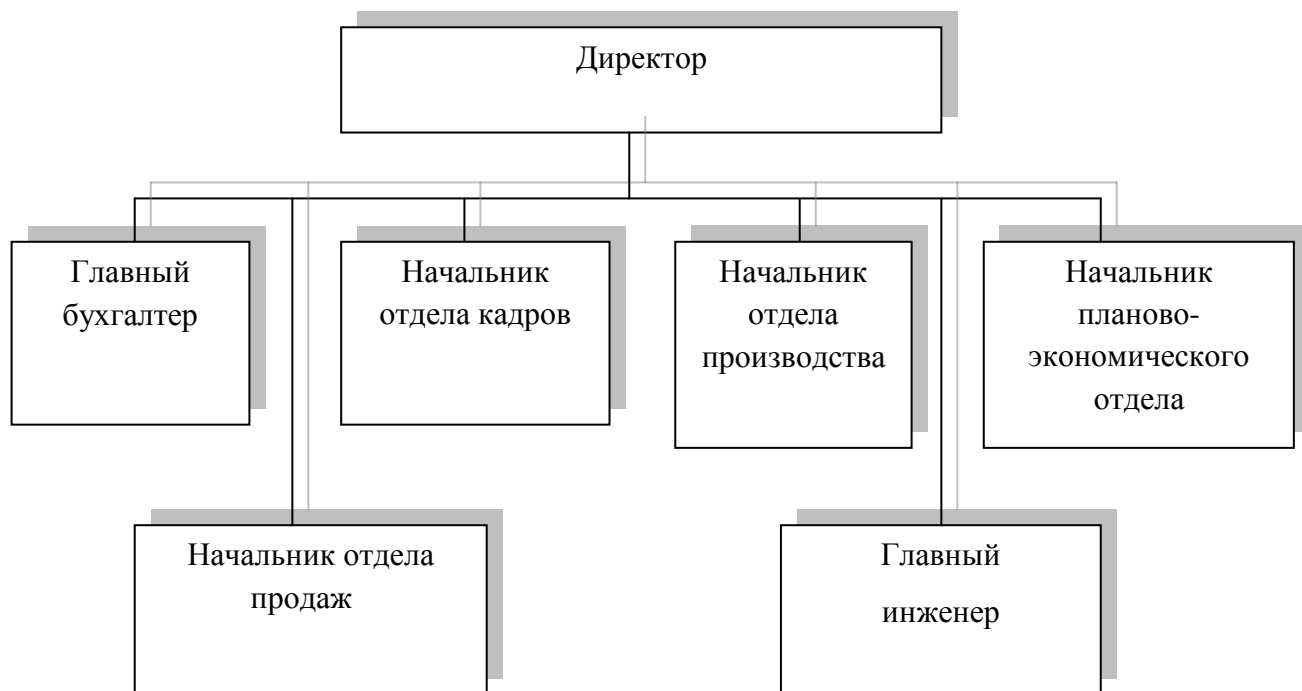 Директор
Главный
бухгалтер
Начальник
отдела кадров
Начальник
отдела
производства
Начальник
планово-
экономического
отдела
Начальник отдела
продаж
Главный
инженер